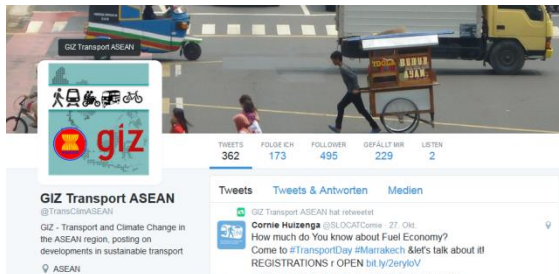 GIZ Transport ASEAN
giz
TWEETS
362
FOLGE ICH
173
FOLLOWER
495
GEFÄLLT MIR
229
LISTEN
2
GIZ Transport ASEAN
@TransClimASEAN
GIZ - Transport and Climate Change in
the ASEAN region, posting on
developments in sustainable transport
ASEAN
Tweets Tweets & Antworten Medien
GIZ Transport ASEAN hat retweetet
Cornie Huizenga @SLOCATCornie · 27. Okt.
How much do You know about Fuel Economy?
Come to #TransportDay #Marrakech &let's talk about it!
REGISTRATIONS r OPEN